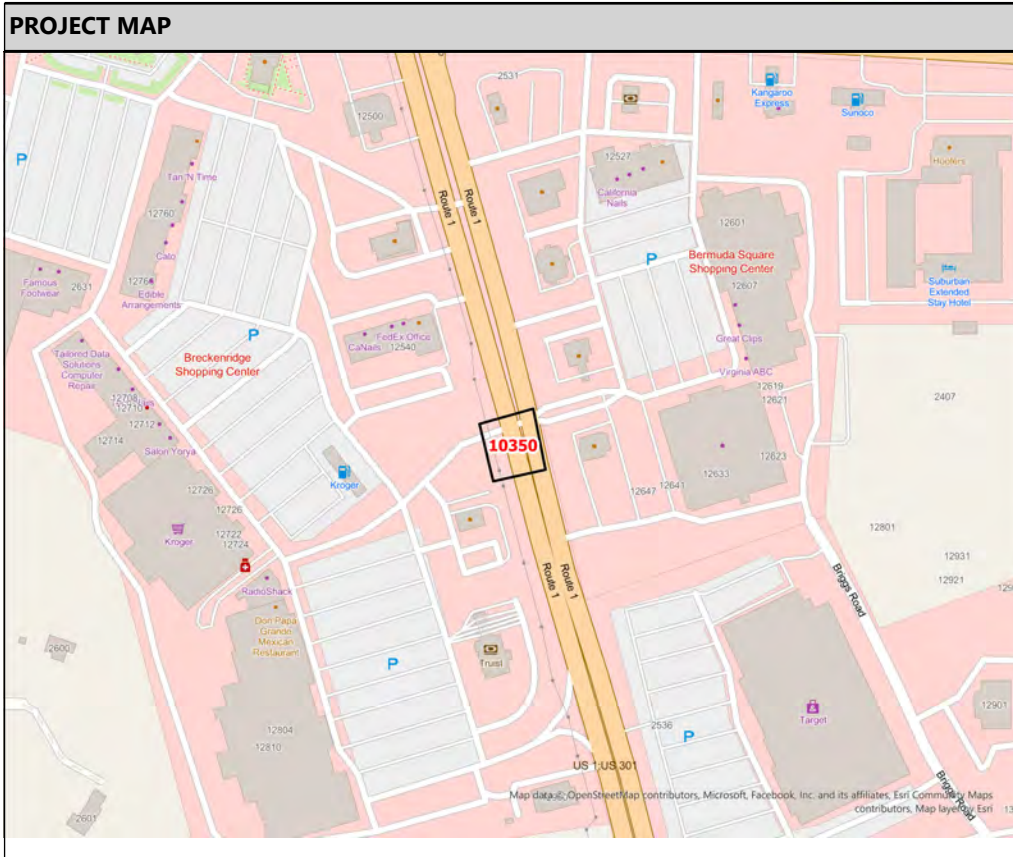 PROJECT MAP
12500
2531
Kangaroo
Express
Sunoco
P
Tan 'N Time
12760
Calo
Edible
Arrangements
Famous
Footwear
2631
Route 1
Route 1
12527
California
Nails
Hooters
12601
P
Bermuda Square
Shopping Center
12607
Suburban
Extended
Stay Hotel
Great Clips
Virginia ABC
FedEx Office
CaNails
12540
P
Breckenridge
Shopping Center
Tailored Data
Solutions
Computer
Repair
12708
12710
12712
12714
Salon Yorya
12619
12621
2407
10350
12623
12633
12641
12647
Kroger
12726
12726
Kroger
12722
12724
RadioShack
Don Papa
Grande
Mexican
Restaurant
12801
12931
12921
Route 1
Route 1
Briggs Road
2600
P
Truist
12804
12810
2536
P
Target
12901
US 1;US 301
Briggs Road
2601
Map data © OpenStreetMap contributors, Microsoft, Facebook, Inc. and its affiliates, Esri Community Maps
contributors, Map layer by Esri